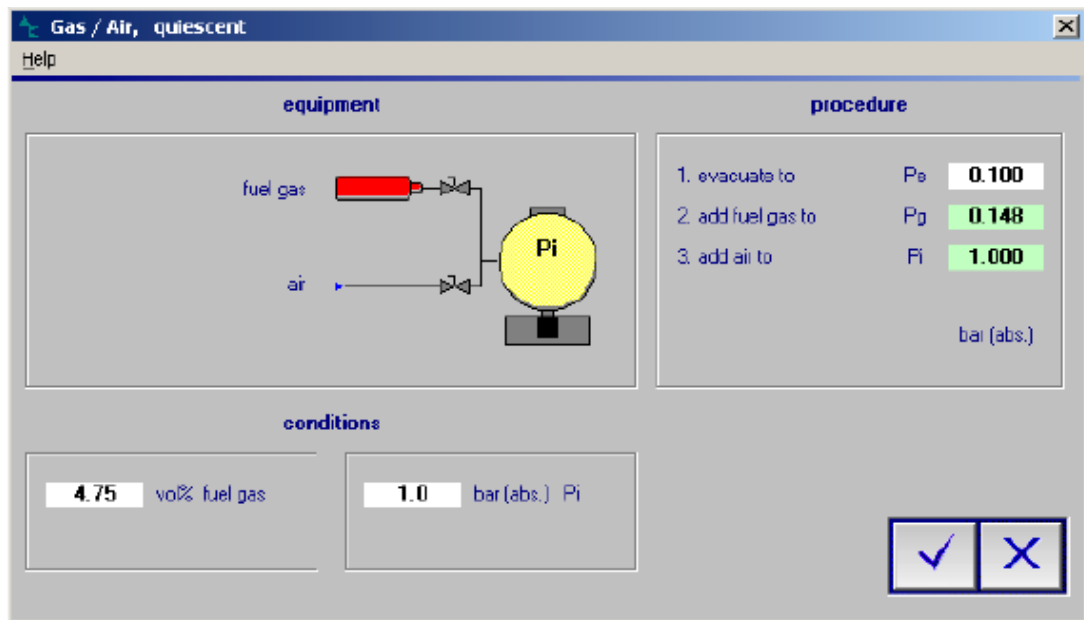 Gas / Air, quiescent
Help
equipment
fuel gas
air
Pi
procedure
1. evacuate to Pe 0.100
2. add fuel gas to Pg 0.148
3. add air to Pi 1.000
bar (abs.)
conditions
4.75 vol% fuel gas
1.0 bar (abs.) Pi